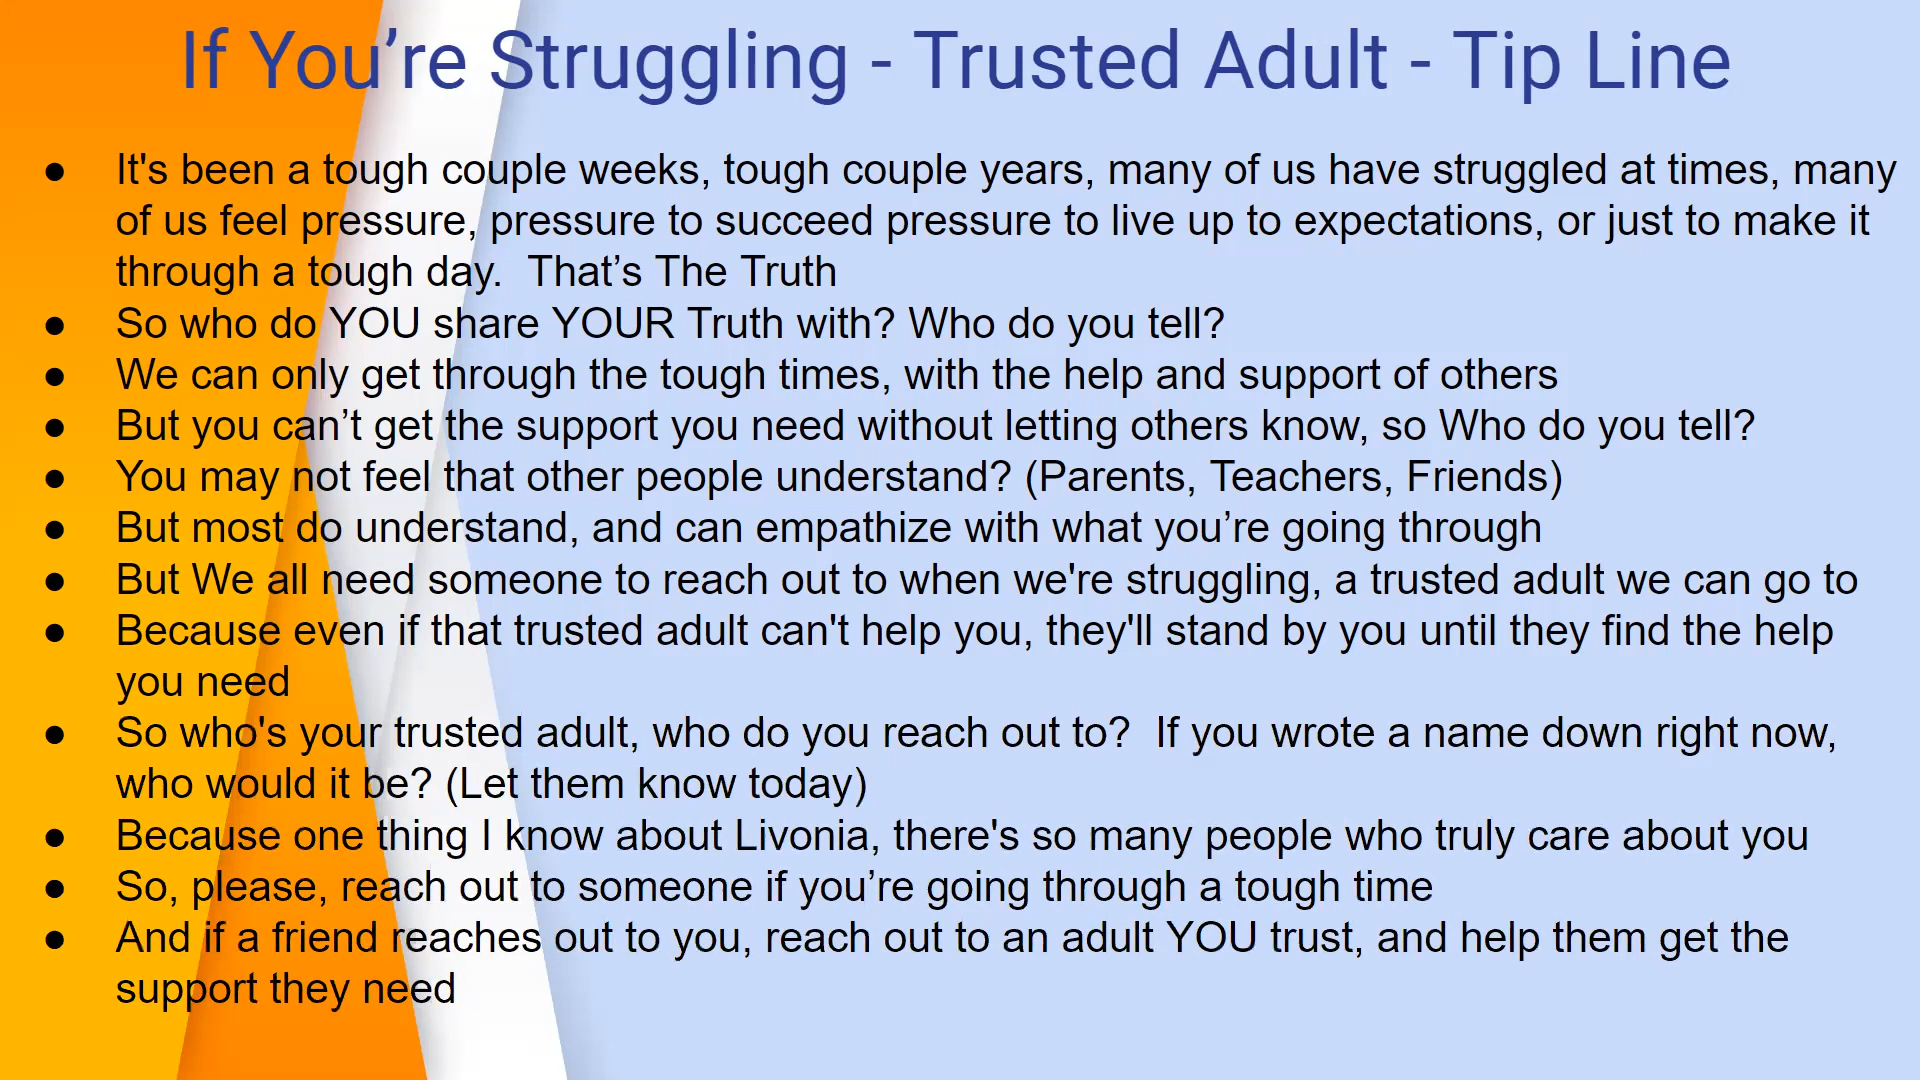 If You’re Struggling - Trusted Adult - Tip Line
● It's been a tough couple weeks, tough couple years, many of us have struggled at times, many
of us feel pressure, pressure to succeed pressure to live up to expectations, or just to make it
through a tough day.  That’s The Truth
● So who do YOU share YOUR Truth with? Who do you tell?
● We can only get through the tough times, with the help and support of others
● But you can’t get the support you need without letting others know, so Who do you tell?
● You may not feel that other people understand? (Parents, Teachers, Friends)
● But most do understand, and can empathize with what you’re going through
● But We all need someone to reach out to when we're struggling, a trusted adult we can go to
● Because even if that trusted adult can't help you, they'll stand by you until they find the help
you need
● So who's your trusted adult, who do you reach out to?  If you wrote a name down right now,
who would it be? (Let them know today)
● Because one thing I know about Livonia, there's so many people who truly care about you
● So, please, reach out to someone if you’re going through a tough time
● And if a friend reaches out to you, reach out to an adult YOU trust, and help them get the
support they need